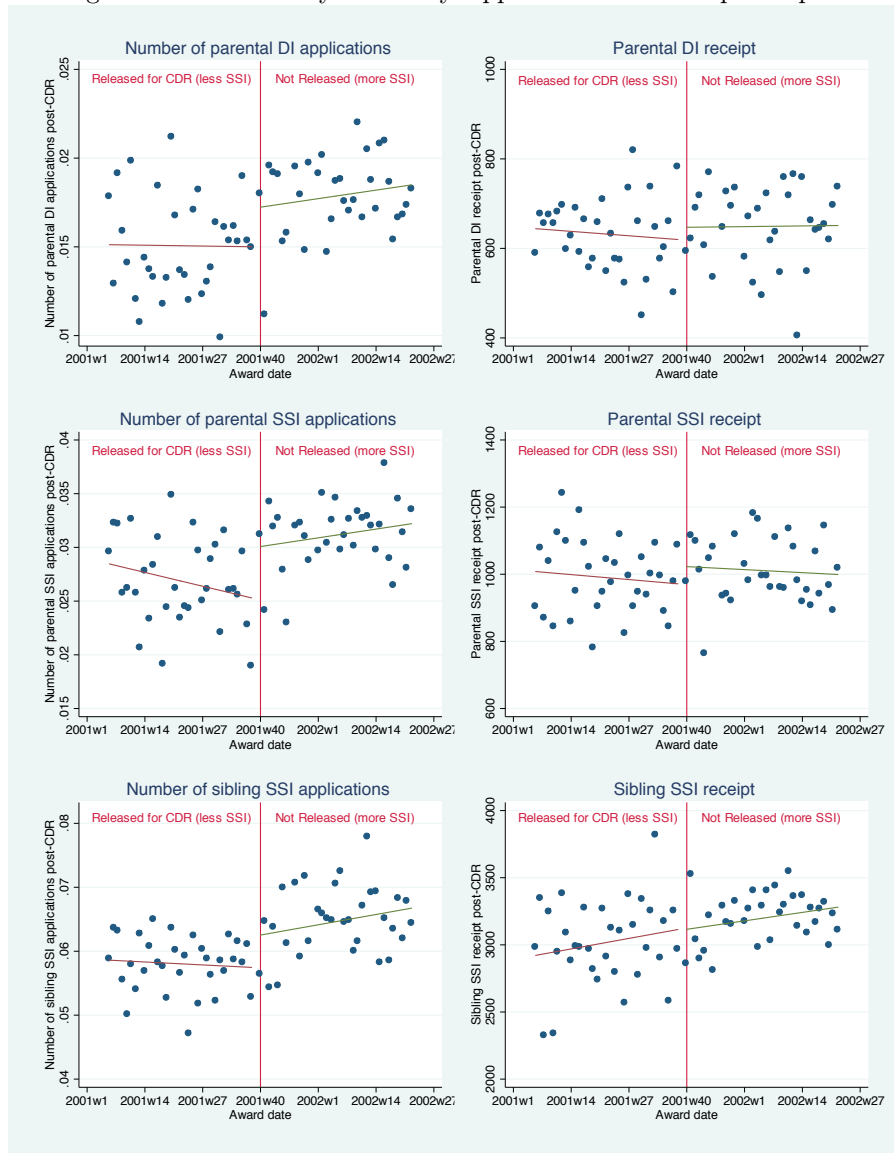 Number of parental DI applications
Released for CDR (less SSI)
Not Released (more SSI)
Number of parental DI applications post-CDR
.025
.02
.015
.01
2001w1 2001w14 2001w27 2001w40 2002w1 2002w14 2002w27
Award date
Parental DI receipt
Released for CDR (less SSI)
Not Released (more SSI)
Parental DI receipt post-CDR
1000
800
600
400
2001w1 2001w14 2001w27 2001w40 2002w1 2002w14 2002w27
Award date
Number of parental SSI applications
Released for CDR (less SSI)
Not Released (more SSI)
Number of parental SSI applications post-CDR
.04
.035
.03
.025
.02
.015
2001w1 2001w14 2001w27 2001w40 2002w1 2002w14 2002w27
Award date
Parental SSI receipt
Released for CDR (less SSI)
Not Released (more SSI)
Parental SSI receipt post-CDR
1400
1200
1000
800
600
2001w1 2001w14 2001w27 2001w40 2002w1 2002w14 2002w27
Award date
Number of sibling SSI applications
Released for CDR (less SSI)
Not Released (more SSI)
Number of sibling SSI applications post-CDR
.08
.07
.06
.05
.04
2001w1 2001w14 2001w27 2001w40 2002w1 2002w14 2002w27
Award date
Sibling SSI receipt
Released for CDR (less SSI)
Not Released (more SSI)
Sibling SSI receipt post-CDR
4000
3500
3000
2500
2000
2001w1 2001w14 2001w27 2001w40 2002w1 2002w14 2002w27
Award date